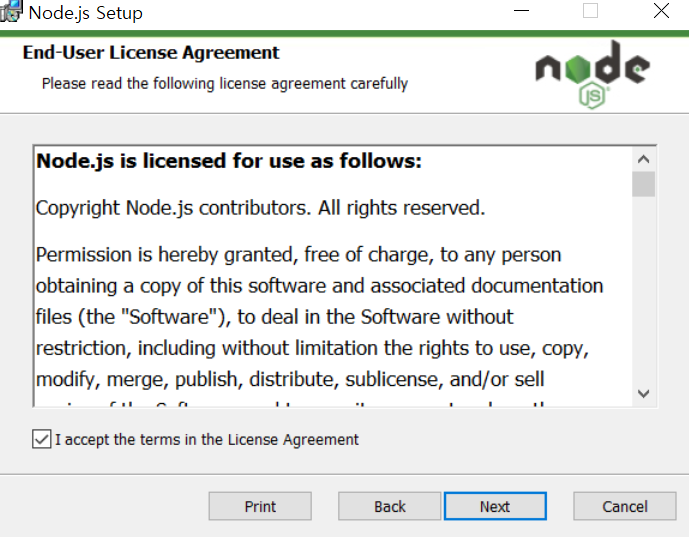 Node.js Setup
End-User License Agreement
Please read the following license agreement carefully
node
JS
Node.js is licensed for use as follows:
Copyright Node.js contributors. All rights reserved.
Permission is hereby granted, free of charge, to any person
obtaining a copy of this software and associated documentation
files (the "Software"), to deal in the Software without
restriction, including without limitation the rights to use, copy,
modify, merge, publish, distribute, sublicense, and/or sell
I accept the terms in the License Agreement
Print
Back
Next
Cancel